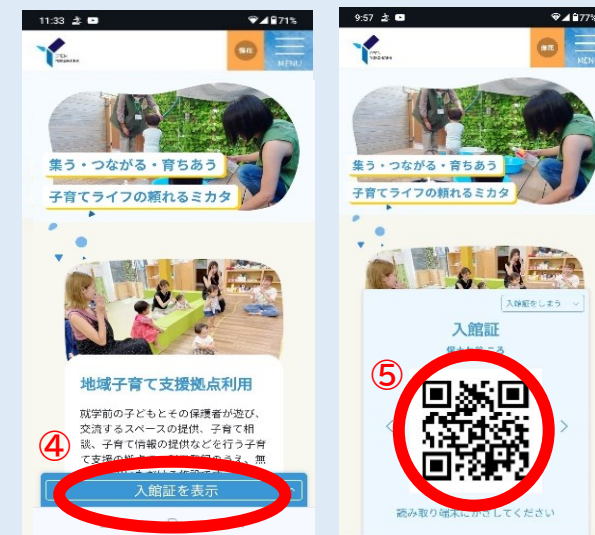 11:33
71%
MENU
集う・つながる・育ちあう
子育てライフの頼れるミカタ
地域子育て支援拠点利用
就学前の子どもとその保護者が遊び、
交流するスペースの提供、子育て相
談、子育て情報の提供などを行う子育
④
入館証を表示
9:57
77%
MENU
集う・つながる・育ちあう
子育てライフの頼れるミカタ
入館証をしまう
入館証
⑤
読み取り端末にかざしてください